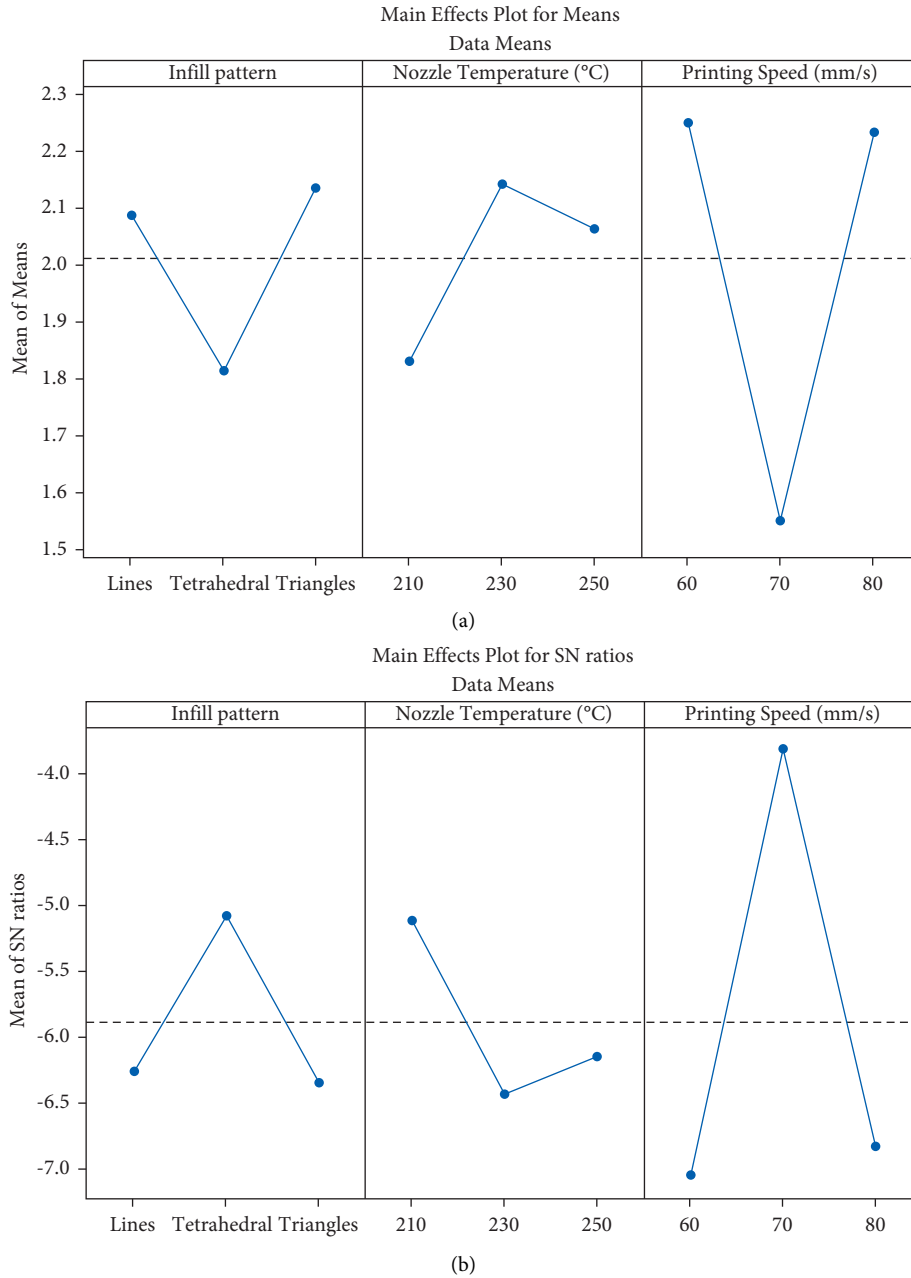 Main Effects Plot for Means
Data Means
Infill pattern Nozzle Temperature (°C) Printing Speed (mm/s)
2.3
2.2
2.1
2.0
1.9
1.8
1.7
1.6
1.5
Mean of Means
Lines Tetrahedral Triangles 210 230 250 60 70 80
(a)
Main Effects Plot for SN ratios
Data Means
Infill pattern Nozzle Temperature (°C) Printing Speed (mm/s)
-4.0
-4.5
-5.0
-5.5
-6.0
-6.5
-7.0
Mean of SN ratios
Lines Tetrahedral Triangles 210 230 250 60 70 80
(b)